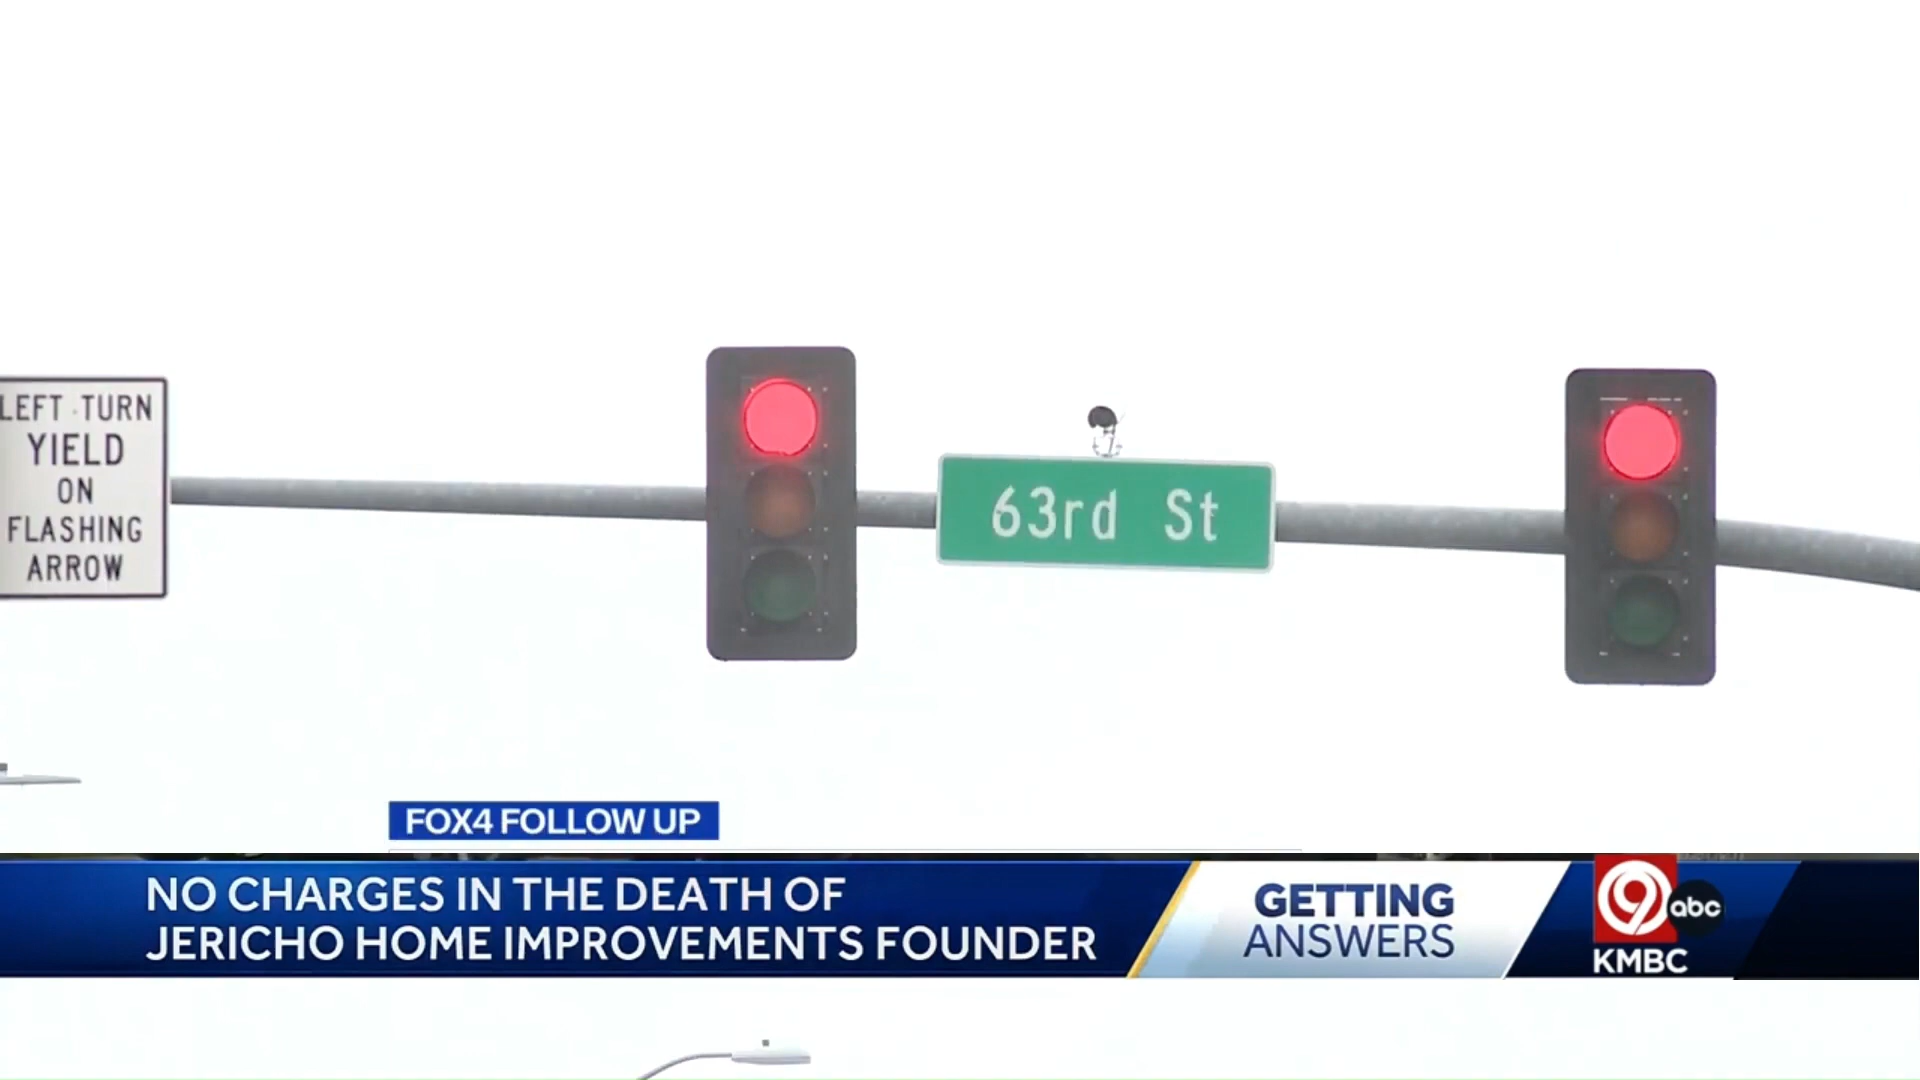 LEFT TURN
YIELD
ON
FLASHING
ARROW
63rd St
FOX4 FOLLOW UP
NO CHARGES IN THE DEATH OF
JERICHO HOME IMPROVEMENTS FOUNDER
GETTING
ANSWERS
9
abc
KMBC